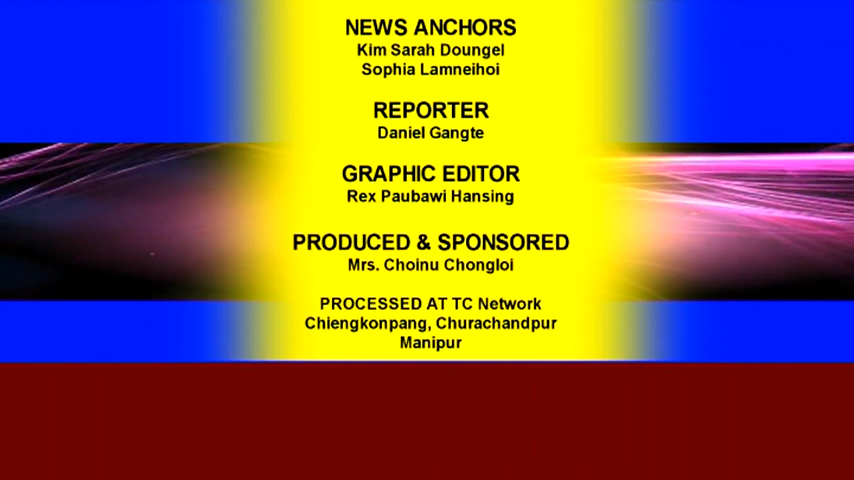 NEWS ANCHORS
Kim Sarah Doungel
Sophia Lamneihoi
REPORTER
Daniel Gangte
GRAPHIC EDITOR
Rex Paubawi Hansing
PRODUCED & SPONSORED
Mrs. Choinu Chongloi
PROCESSED AT TC Network
Chiengkonpang, Churachandpur
Manipur